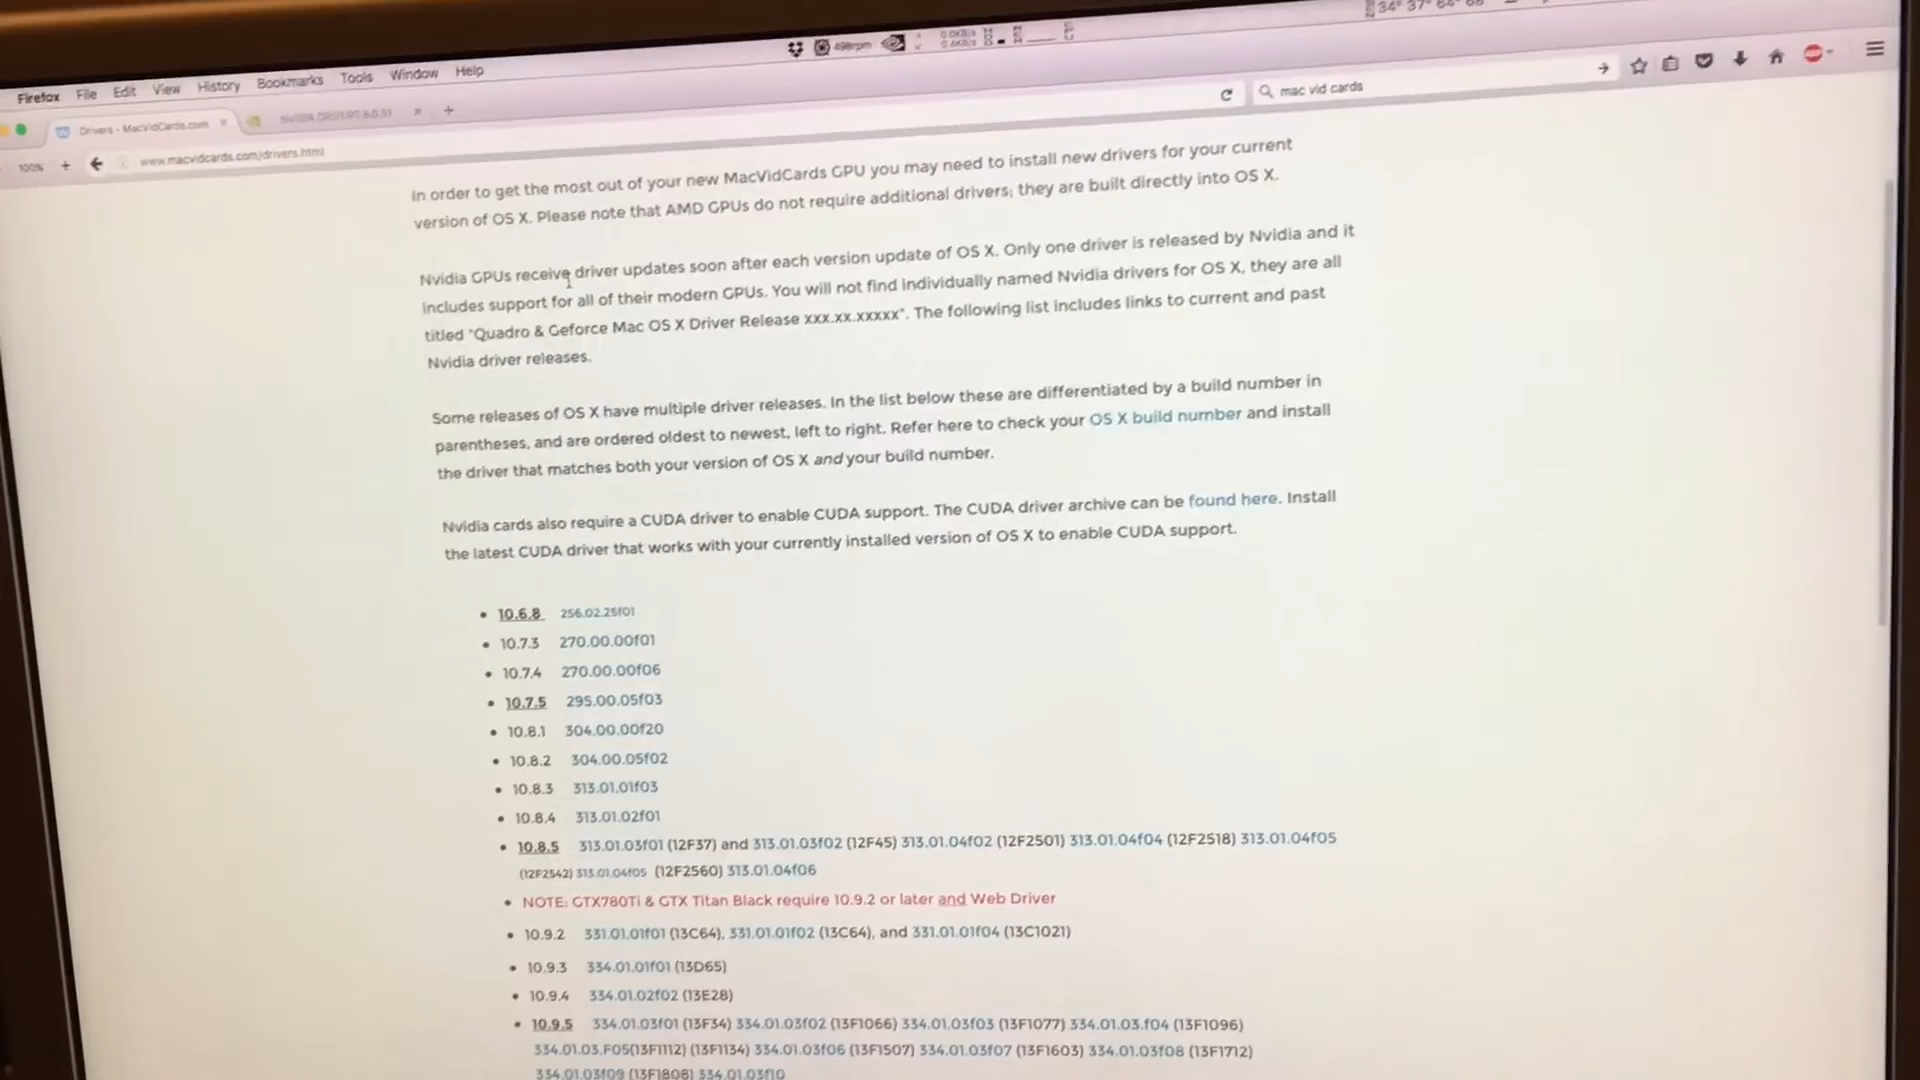 Firefox File Edit View History Bookmarks Tools Window Help 498rpm
Drivers - MacVidCards.com × NVIDIA DRIVERS 8.0.51 × +
100% + www.macvidcards.com/drivers.html mac vid cards
In order to get the most out of your new MacVidCards GPU you may need to install new drivers for your current
version of OS X. Please note that AMD GPUs do not require additional drivers; they are built directly into OS X.
Nvidia GPUs receive driver updates soon after each version update of OS X. Only one driver is released by Nvidia and it
includes support for all of their modern GPUs. You will not find individually named Nvidia drivers for OS X, they are all
titled "Quadro & Geforce Mac OS X Driver Release xxx.xx.xxxxx". The following list includes links to current and past
Nvidia driver releases.
Some releases of OS X have multiple driver releases. In the list below these are differentiated by a build number in
parentheses, and are ordered oldest to newest, left to right. Refer here to check your OS X build number and install
the driver that matches both your version of OS X and your build number.
Nvidia cards also require a CUDA driver to enable CUDA support. The CUDA driver archive can be found here. Install
the latest CUDA driver that works with your currently installed version of OS X to enable CUDA support.
• 10.6.8 256.02.25f01
• 10.7.3 270.00.00f01
• 10.7.4 270.00.00f06
• 10.7.5 295.00.05f03
• 10.8.1 304.00.00f20
• 10.8.2 304.00.05f02
• 10.8.3 313.01.01f03
• 10.8.4 313.01.02f01
• 10.8.5 313.01.03f01 (12F37) and 313.01.03f02 (12F45) 313.01.04f02 (12F2501) 313.01.04f04 (12F2518) 313.01.04f05
(12F2542) 313.01.04f05 (12F2560) 313.01.04f06
• NOTE: GTX780Ti & GTX Titan Black require 10.9.2 or later and Web Driver
• 10.9.2 331.01.01f01 (13C64), 331.01.01f02 (13C64), and 331.01.01f04 (13C1021)
• 10.9.3 334.01.01f01 (13D65)
• 10.9.4 334.01.02f02 (13E28)
• 10.9.5 334.01.03f01 (13F34) 334.01.03f02 (13F1066) 334.01.03f03 (13F1077) 334.01.03.f04 (13F1096)
334.01.03.F05(13F1112) (13F1134) 334.01.03f06 (13F1507) 334.01.03f07 (13F1603) 334.01.03f08 (13F1712)
334.01.03f09 (13F1808) 334.01.03f10